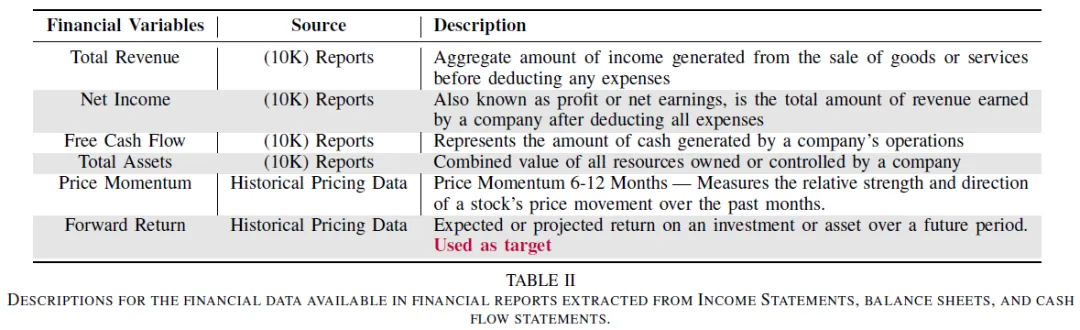 Financial Variables Source Description
Total Revenue (10K) Reports Aggregate amount of income generated from the sale of goods or services
before deducting any expenses
Net Income (10K) Reports Also known as profit or net earnings, is the total amount of revenue earned
by a company after deducting all expenses
Free Cash Flow (10K) Reports Represents the amount of cash generated by a company's operations
Total Assets (10K) Reports Combined value of all resources owned or controlled by a company
Price Momentum Historical Pricing Data Price Momentum 6-12 Months — Measures the relative strength and direction
of a stock's price movement over the past months.
Forward Return Historical Pricing Data Expected or projected return on an investment or asset over a future period.
Used as target
TABLE II
DESCRIPTIONS FOR THE FINANCIAL DATA AVAILABLE IN FINANCIAL REPORTS EXTRACTED FROM INCOME STATEMENTS, BALANCE SHEETS, AND CASH
FLOW STATEMENTS.